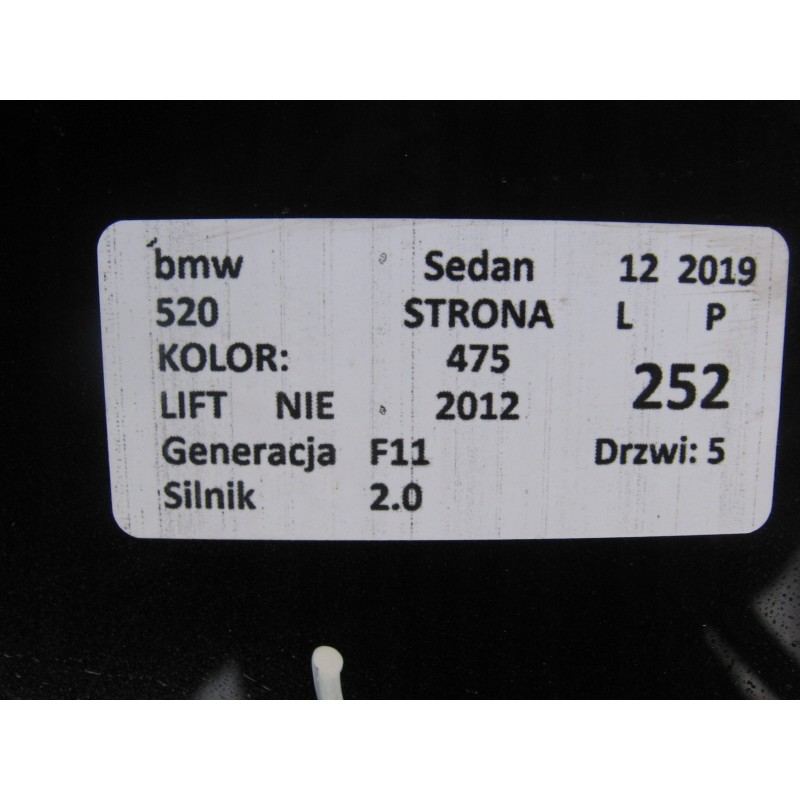 bmw Sedan 12 2019
520 STRONA L P
KOLOR: 475 252
LIFT NIE 2012
Generacja F11 Drzwi: 5
Silnik 2.0